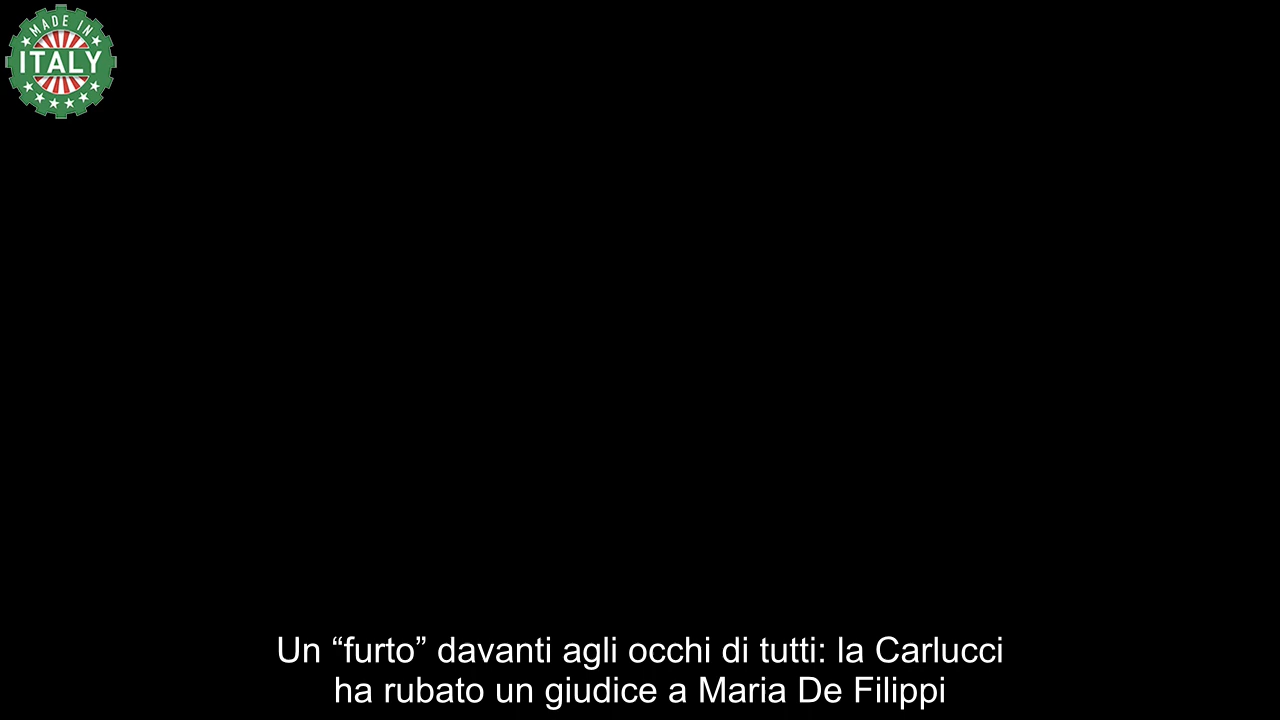 MADE IN
ITALY
Un “furto” davanti agli occhi di tutti: la Carlucci
ha rubato un giudice a Maria De Filippi